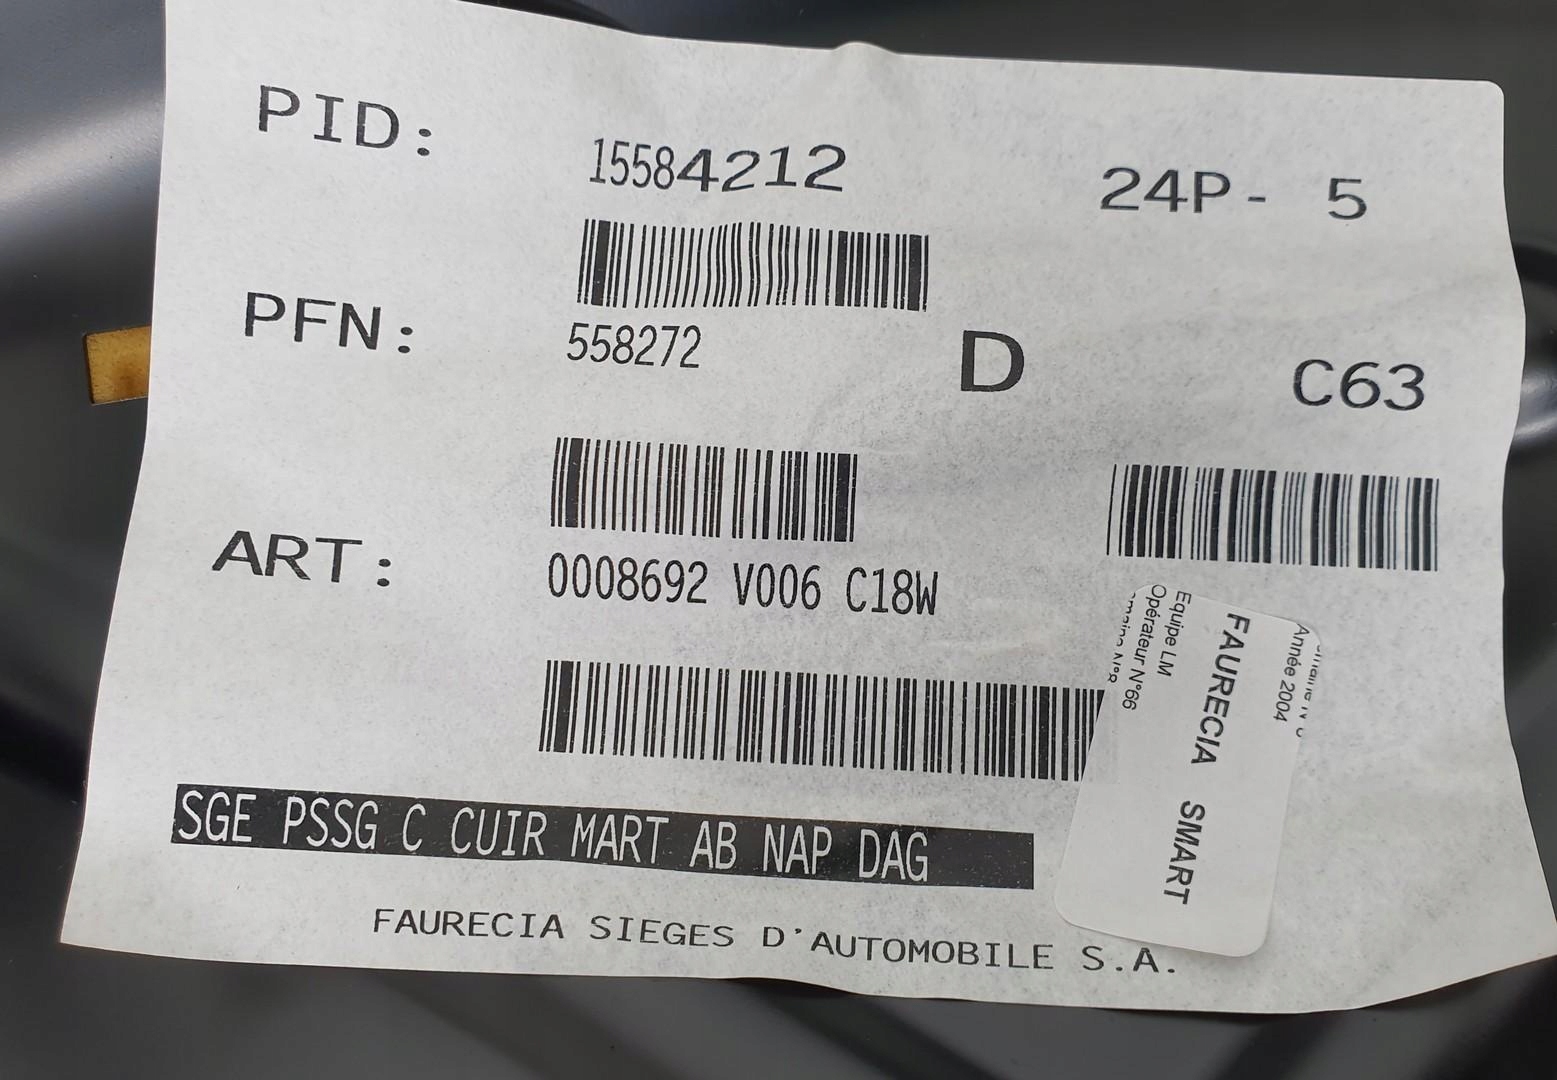 PID:
15584212
24P- 5
PFN:
558272
D
C63
ART:
0008692 V006 C18W
SGE PSSG C CUIR MART AB NAP DAG
FAURECIA SIEGES D'AUTOMOBILE S.A.
Année 2004
FAURECIA SMART
Equipe LM
Opérateur N°66